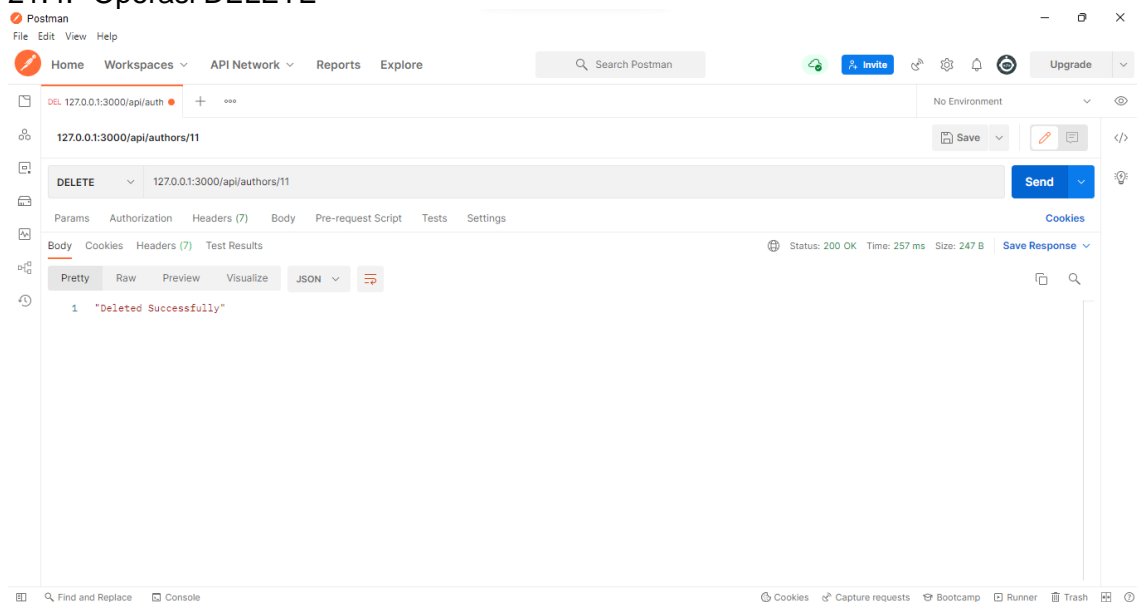 21.4. Operasi DELETE
Postman
File Edit View Help
Home Workspaces API Network Reports Explore Search Postman Invite Upgrade
DEL 127.0.0.1:3000/api/auth No Environment
127.0.0.1:3000/api/authors/11 Save
DELETE 127.0.0.1:3000/api/authors/11 Send
Params Authorization Headers (7) Body Pre-request Script Tests Settings Cookies
Body Cookies Headers (7) Test Results Status: 200 OK Time: 257 ms Size: 247 B Save Response
Pretty Raw Preview Visualize JSON
1 "Deleted Successfully"
Find and Replace Console Cookies Capture requests Bootcamp Runner Trash